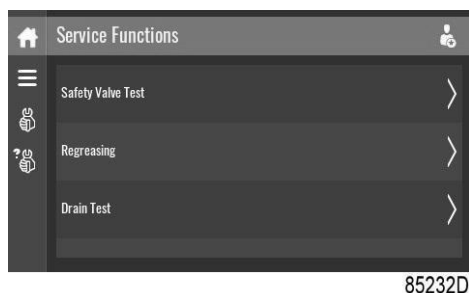 Service Functions
Safety Valve Test
?
Regreasing
Drain Test
85232D